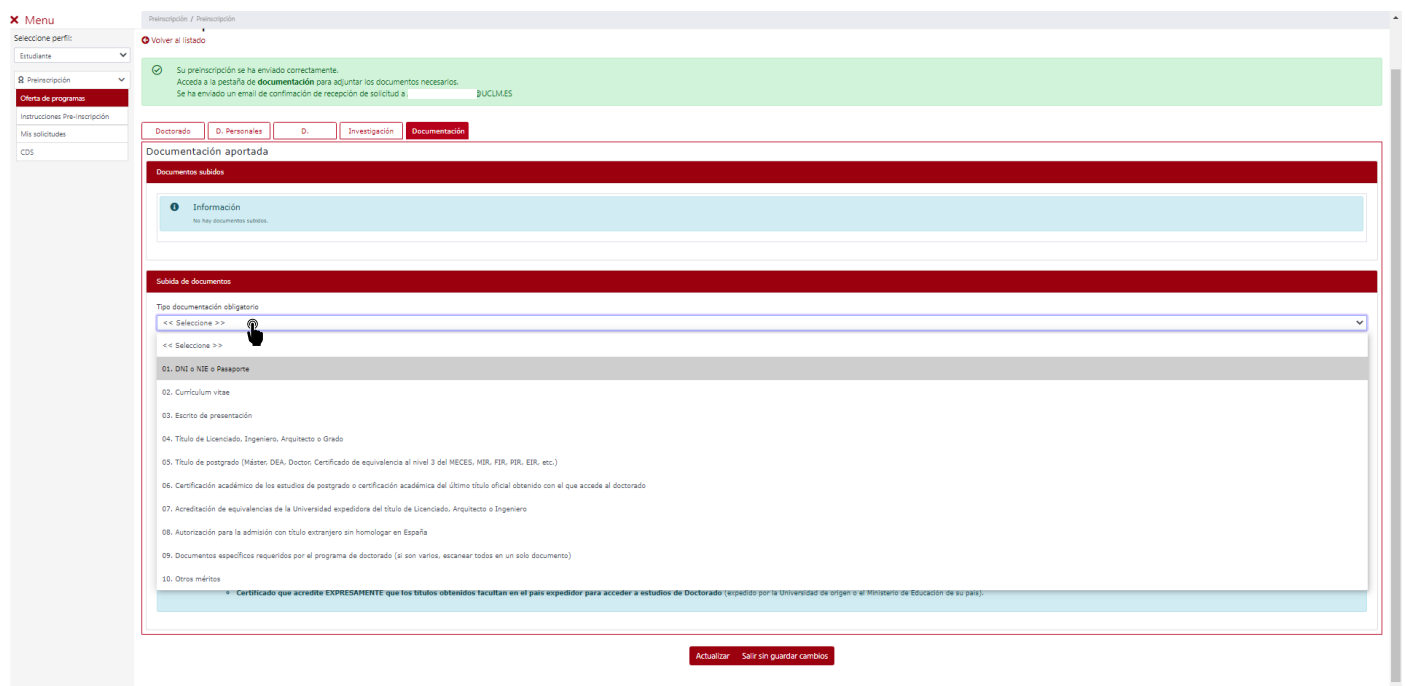 × Menu
Seleccione perfil:
Estudiante
Preinscripción
Oferta de programas
Instrucciones Pre-Inscripción
Mis solicitudes
CDS
Preinscripción / Preinscripción
Volver al listado
Su preinscripción se ha enviado correctamente.
Acceda a la pestaña de documentación para adjuntar los documentos necesarios.
Se ha enviado un email de confimación de recepción de solicitud a @UCLM.ES
Doctorado
D. Personales
D.
Investigación
Documentación
Documentación aportada
Documentos subidos
Información
No hay documentos subidos.
Subida de documentos
Tipo documentación obligatorio
<< Seleccione >>
<< Seleccione >>
01. DNI o NIE o Pasaporte
02. Currículum vitae
03. Escrito de presentación
04. Título de Licenciado, Ingeniero, Arquitecto o Grado
05. Título de postgrado (Máster, DEA, Doctor, Certificado de equivalencia al nivel 3 del MECES, MIR, FIR, PIR, EIR, etc.)
06. Certificación académico de los estudios de postgrado o certificación académica del último título oficial obtenido con el que accede al doctorado
07. Acreditación de equivalencias de la Universidad expedidora del título de Licenciado, Arquitecto o Ingeniero
08. Autorización para la admisión con título extranjero sin homologar en España
09. Documentos específicos requeridos por el programa de doctorado (si son varios, escanear todos en un solo documento)
10. Otros méritos
Certificado que acredite EXPRESAMENTE que los títulos obtenidos facultan en el país expedidor para acceder a estudios de Doctorado (expedido por la Universidad de origen o el Ministerio de Educación de su país).
Actualizar
Salir sin guardar cambios